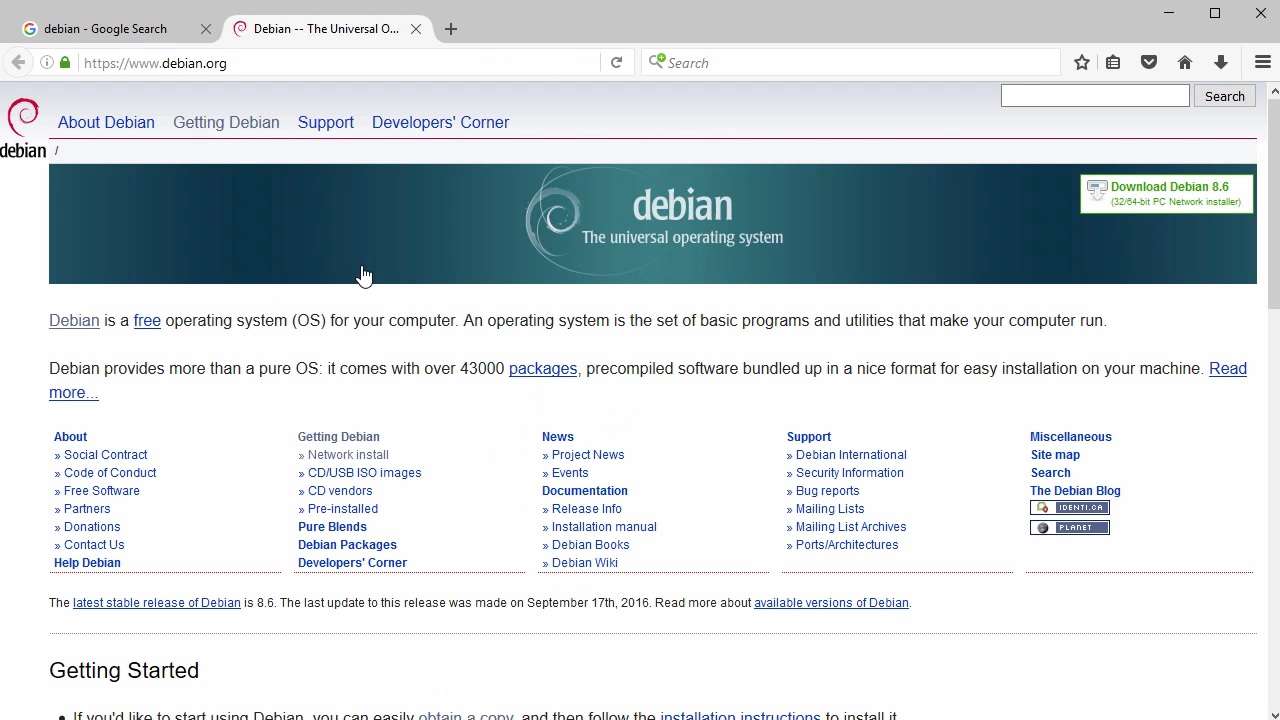 debian - Google Search
Debian -- The Universal O...
https://www.debian.org
Search
Search
About Debian Getting Debian Support Developers' Corner
debian /
debian
The universal operating system
Download Debian 8.6
(32/64-bit PC Network installer)
Debian is a free operating system (OS) for your computer. An operating system is the set of basic programs and utilities that make your computer run.
Debian provides more than a pure OS: it comes with over 43000 packages, precompiled software bundled up in a nice format for easy installation on your machine. Read
more...
About
» Social Contract
» Code of Conduct
» Free Software
» Partners
» Donations
» Contact Us
Help Debian
Getting Debian
» Network install
» CD/USB ISO images
» CD vendors
» Pre-installed
Pure Blends
Debian Packages
Developers' Corner
News
» Project News
» Events
Documentation
» Release Info
» Installation manual
» Debian Books
» Debian Wiki
Support
» Debian International
» Security Information
» Bug reports
» Mailing Lists
» Mailing List Archives
» Ports/Architectures
Miscellaneous
Site map
Search
The Debian Blog
IDENTI.CA
PLANET
The latest stable release of Debian is 8.6. The last update to this release was made on September 17th, 2016. Read more about available versions of Debian.
Getting Started
• If you'd like to start using Debian, you can easily obtain a copy, and then follow the installation instructions to install it.